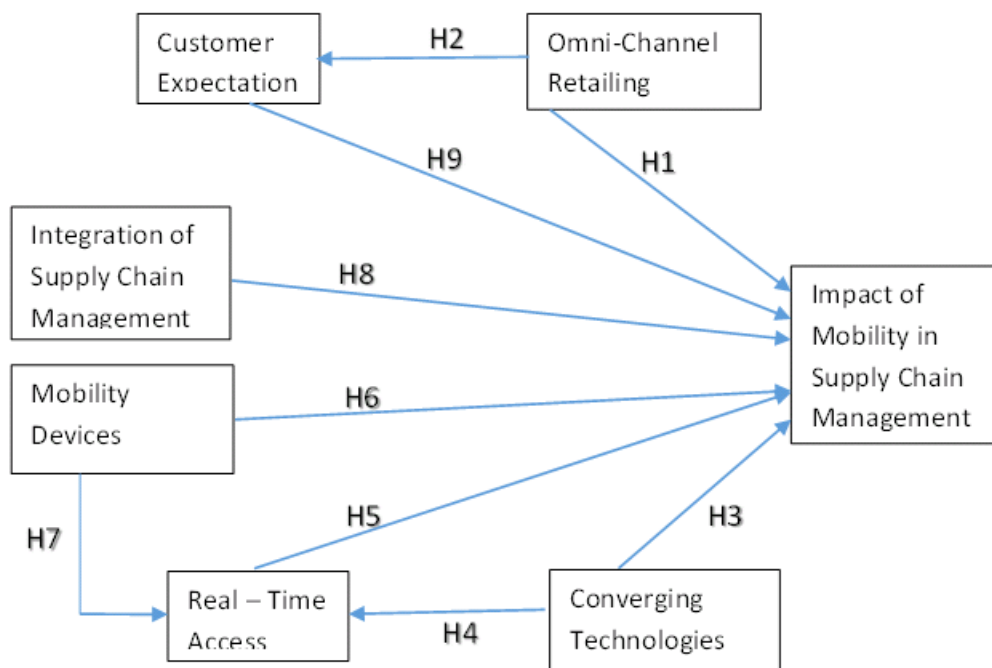 Customer
Expectation
H2
Omni-Channel
Retailing
H9
H1
Integration of
Supply Chain
Management
H8
Impact of
Mobility in
Supply Chain
Management
Mobility
Devices
H6
H5
H3
H7
Real – Time
Access
H4
Converging
Technologies